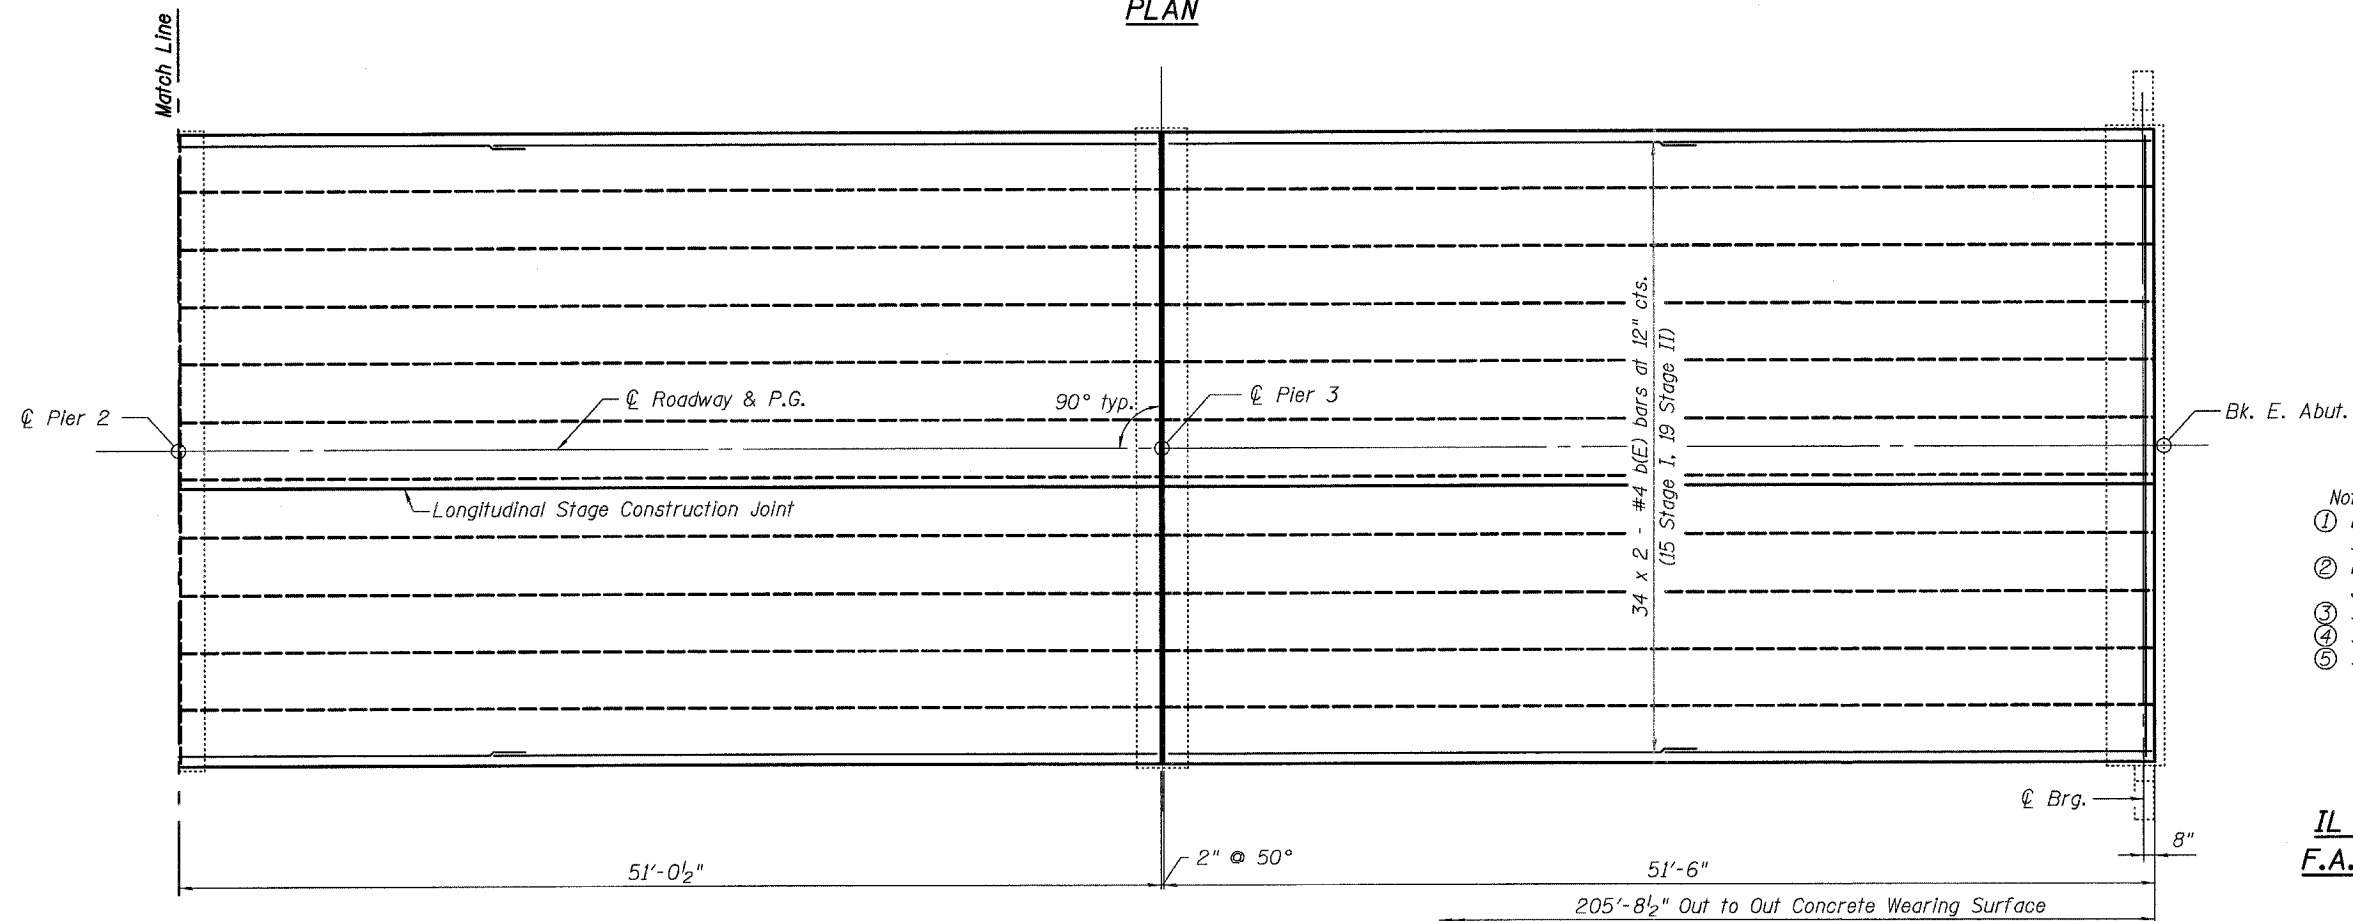 PLAN
Match Line
℄ Pier 2
℄ Roadway & P.G.
90° typ.
℄ Pier 3
34 x 2 - #4 b(E) bars at 12" cts.
(15 Stage I, 19 Stage II)
Bk. E. Abut.
Longitudinal Stage Construction Joint
①
②
③
④
⑤
℄ Brg.
8"
2" @ 50°
51'-0½"
51'-6"
205'-8½" Out to Out Concrete Wearing Surface
IL
F.A.